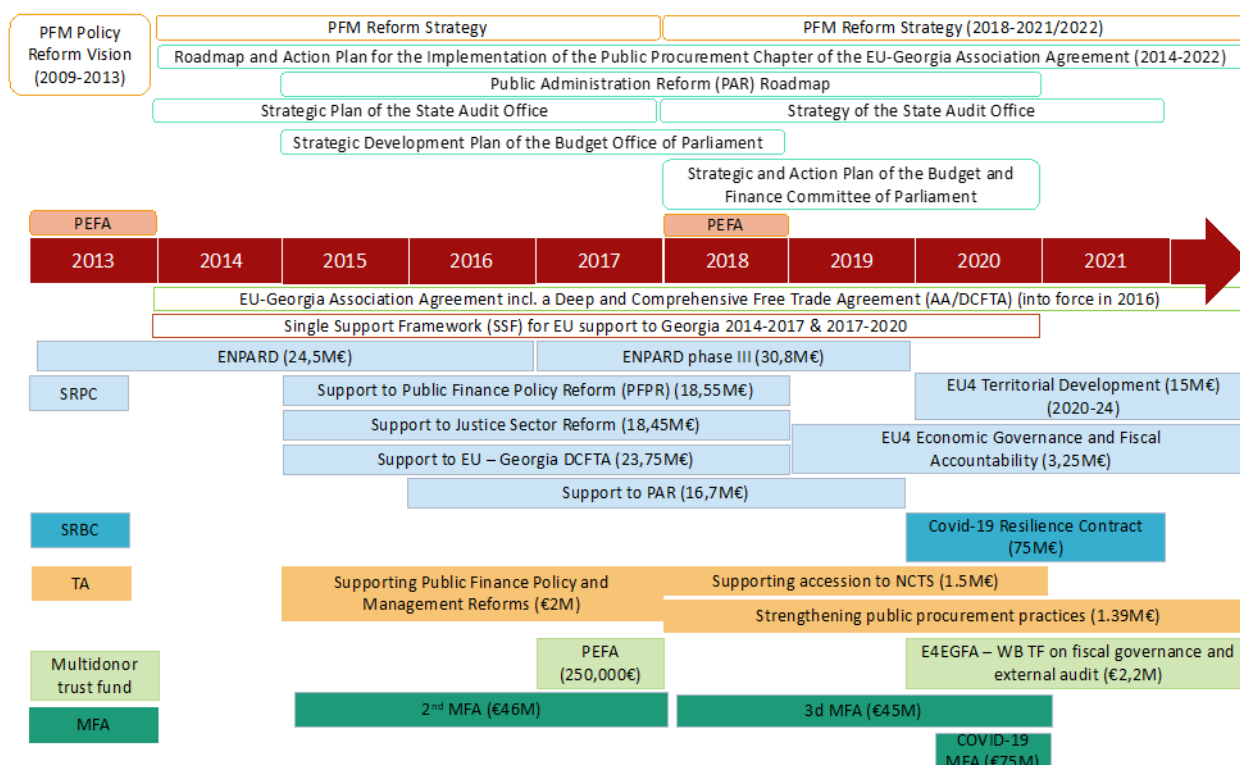 PFM Policy
Reform Vision
(2009-2013)
PFM Reform Strategy
PFM Reform Strategy (2018-2021/2022)
Roadmap and Action Plan for the Implementation of the Public Procurement Chapter of the EU-Georgia Association Agreement (2014-2022)
Public Administration Reform (PAR) Roadmap
Strategic Plan of the State Audit Office
Strategy of the State Audit Office
Strategic Development Plan of the Budget Office of Parliament
Strategic and Action Plan of the Budget and
Finance Committee of Parliament
PEFA
PEFA
2013
2014
2015
2016
2017
2018
2019
2020
2021
EU-Georgia Association Agreement incl. a Deep and Comprehensive Free Trade Agreement (AA/DCFTA) (into force in 2016)
Single Support Framework (SSF) for EU support to Georgia 2014-2017 & 2017-2020
ENPARD (24,5M€)
ENPARD phase III (30,8M€)
SRPC
Support to Public Finance Policy Reform (PFPR) (18,55M€)
EU4 Territorial Development (15M€)
(2020-24)
Support to Justice Sector Reform (18,45M€)
EU4 Economic Governance and Fiscal
Accountability (3,25M€)
Support to EU – Georgia DCFTA (23,75M€)
Support to PAR (16,7M€)
SRBC
Covid-19 Resilience Contract
(75M€)
TA
Supporting Public Finance Policy and
Management Reforms (€2M)
Supporting accession to NCTS (1.5M€)
Strengthening public procurement practices (1.39M€)
Multidonor
trust fund
PEFA
(250,000€)
E4EGFA – WB TF on fiscal governance and
external audit (€2,2M)
MFA
2nd MFA (€46M)
3d MFA (€45M)
COVID-19
MFA (€75M)